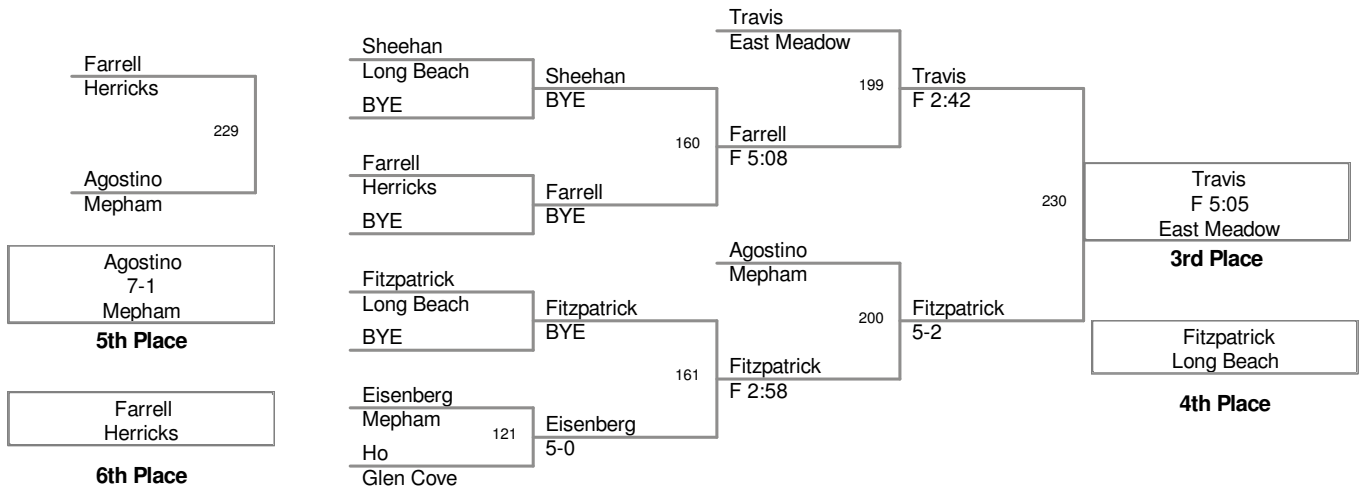 Farrell
Herricks
229
Agostino
Mepham
Agostino
7-1
Mepham
5th Place
Farrell
Herricks
6th Place
Sheehan
Long Beach
BYE
Farrell
Herricks
BYE
Fitzpatrick
Long Beach
BYE
Eisenberg
Mepham
121
Ho
Glen Cove
Sheehan
BYE
160
Farrell
BYE
Fitzpatrick
BYE
161
Eisenberg
5-0
Travis
East Meadow
199
Farrell
F 5:08
Agostino
Mepham
200
Fitzpatrick
F 2:58
Travis
F 2:42
230
Fitzpatrick
5-2
Travis
F 5:05
East Meadow
3rd Place
Fitzpatrick
Long Beach
4th Place